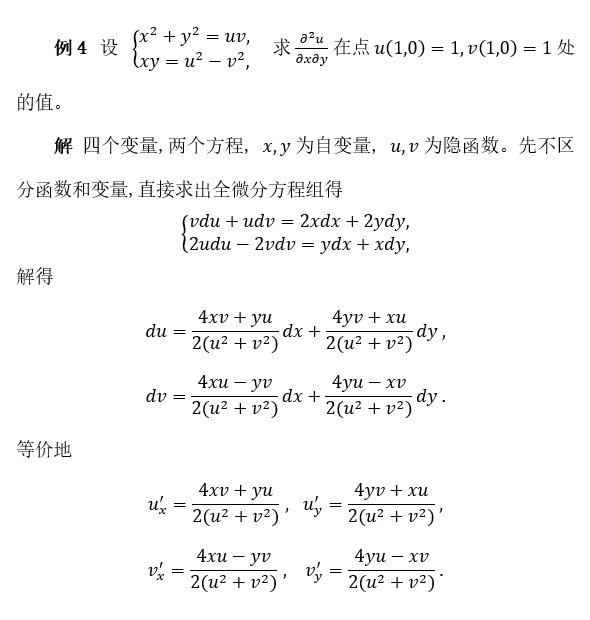 例 4 设 {x² + y² = uv, xy = u² − v², 求 ∂²u/∂x∂y 在点 u(1,0) = 1, v(1,0) = 1 处
的值。
解 四个变量,两个方程, x, y 为自变量, u, v 为隐函数。先不区
分函数和变量,直接求出全微分方程组得
{vdu + udv = 2xdx + 2ydy,
2udu − 2vdv = ydx + xdy,
解得
du = (4xv + yu)/(2(u² + v²)) dx + (4yv + xu)/(2(u² + v²)) dy ,
dv = (4xu − yv)/(2(u² + v²)) dx + (4yu − xv)/(2(u² + v²)) dy .
等价地
u′ₓ = (4xv + yu)/(2(u² + v²)) , u′_y = (4yv + xu)/(2(u² + v²)) ,
v′ₓ = (4xu − yv)/(2(u² + v²)) , v′_y = (4yu − xv)/(2(u² + v²)) .